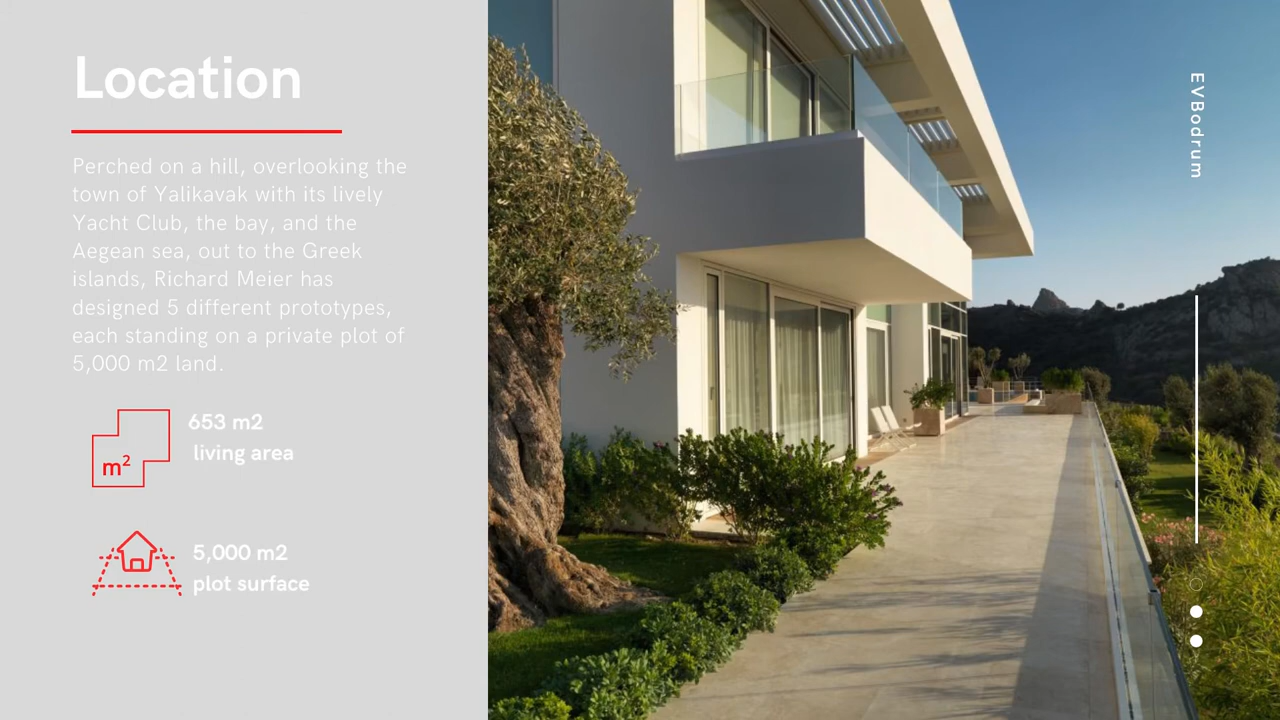 Location
Perched on a hill, overlooking the
town of Yalikavak with its lively
Yacht Club, the bay, and the
Aegean sea, out to the Greek
islands, Richard Meier has
designed 5 different prototypes,
each standing on a private plot of
5,000 m2 land.
653 m2
living area
m²
5,000 m2
plot surface
EVBodrum